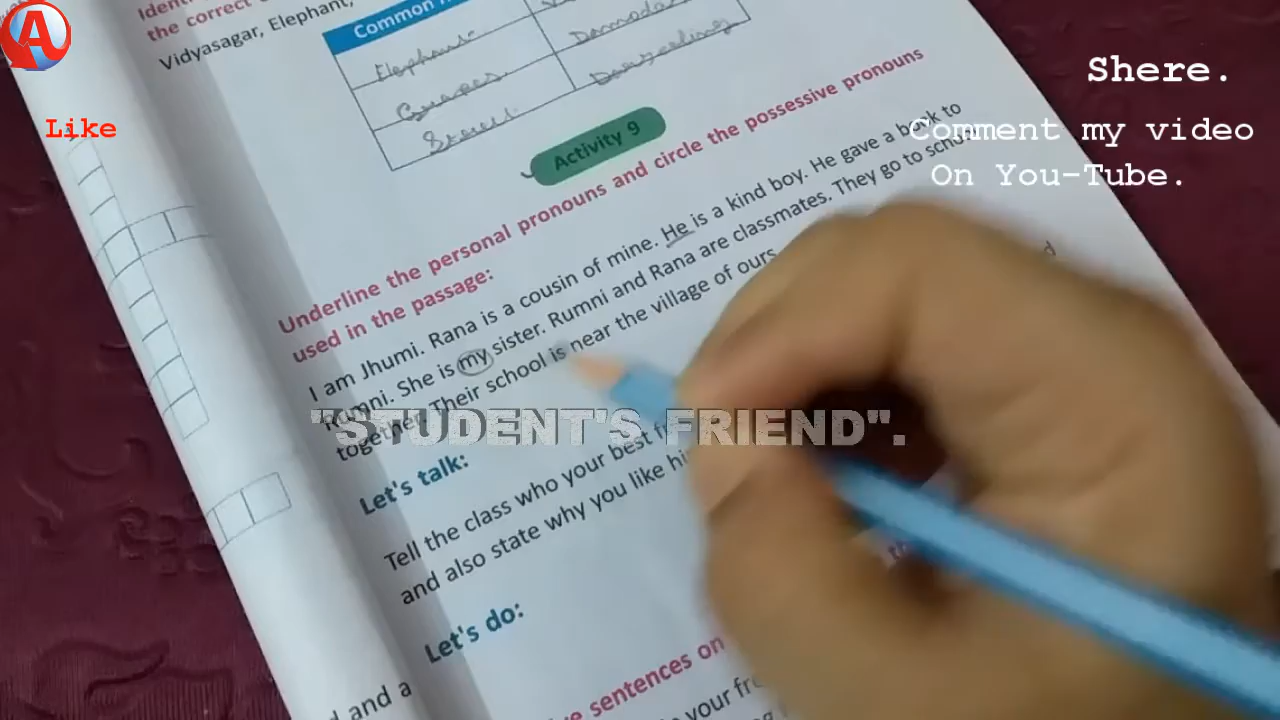 Identi
the correct
Vidyasagar, Elephant,
Common
Elephant
Grapes
Damodar
Darjeeling
Activity 9
Underline the personal pronouns and circle the possessive pronouns
used in the passage:
I am Jhumi. Rana is a cousin of mine. He is a kind boy. He gave a book to
Rumni. She is my sister. Rumni and Rana are classmates. They go to school
together. Their school is near the village of ours
Let's talk:
Tell the class who your best
and also state why you like hi
Let's do:
sentences on
your fr
and a
A
Like
Shere.
Comment my video
On You-Tube.
"STUDENT'S FRIEND".